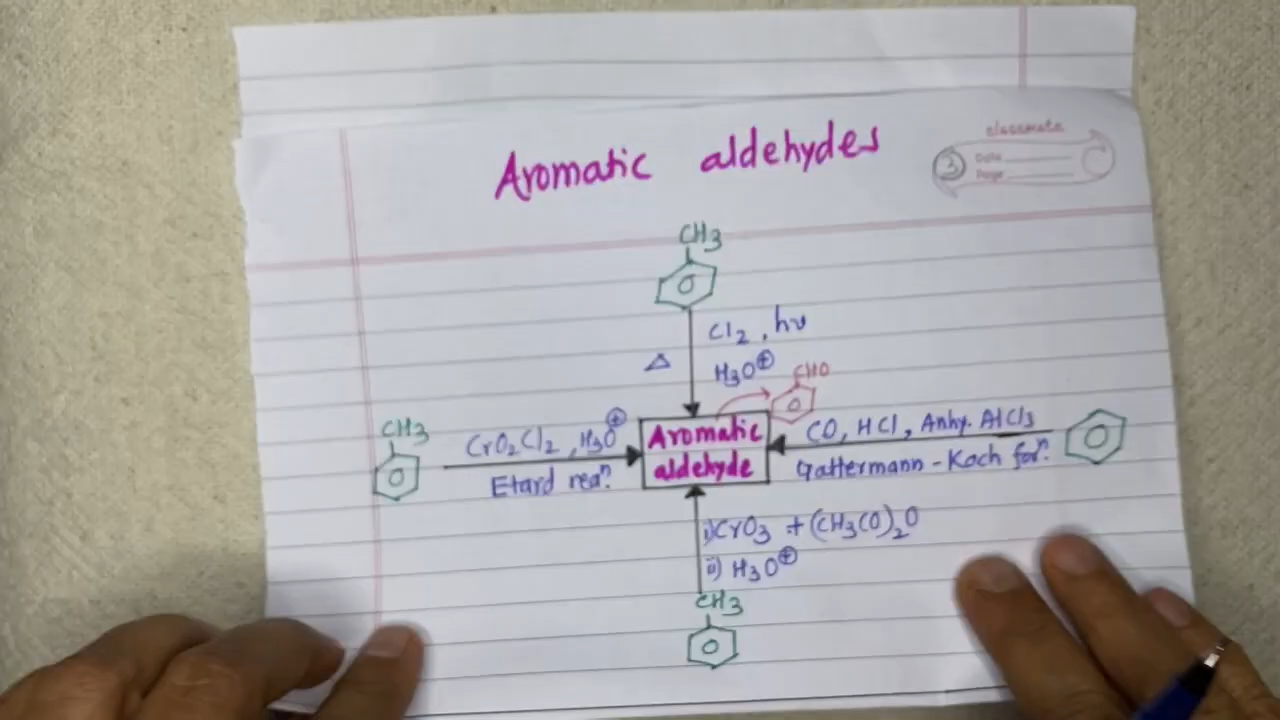 Aromatic aldehydes
classmate
3
Date
Page
CH3
Cl2, hν
Δ
H3O⊕
CHO
CH3
CrO2Cl2, H3O⊕
Etard reaⁿ.
Aromatic
aldehyde
CO, HCl, Anhy. AlCl3
Gattermann-Koch forⁿ.
i) CrO3 + (CH3CO)2O
ii) H3O⊕
CH3